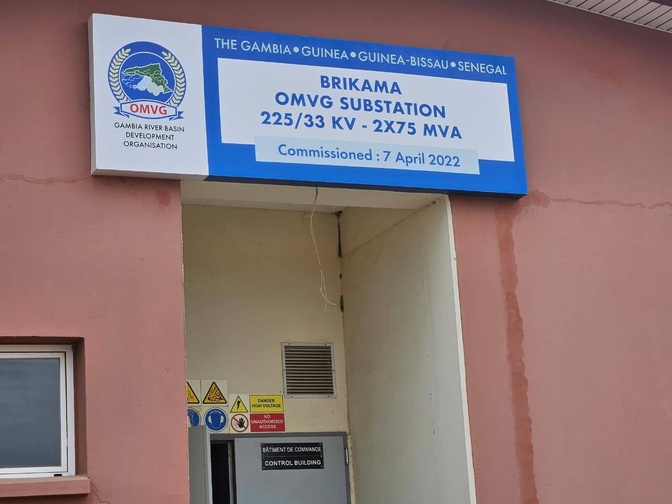 THE GAMBIA • GUINEA • GUINEA-BISSAU • SENEGAL
BRIKAMA
OMVG SUBSTATION
225/33 KV - 2X75 MVA
Commissioned : 7 April 2022
OMVG
GAMBIA RIVER BASIN
DEVELOPMENT
ORGANISATION
DANGER
HIGH VOLTAGE
NO
UNAUTHORISED
ACCESS
BÂTIMENT DE COMMANDE
CONTROL BUILDING